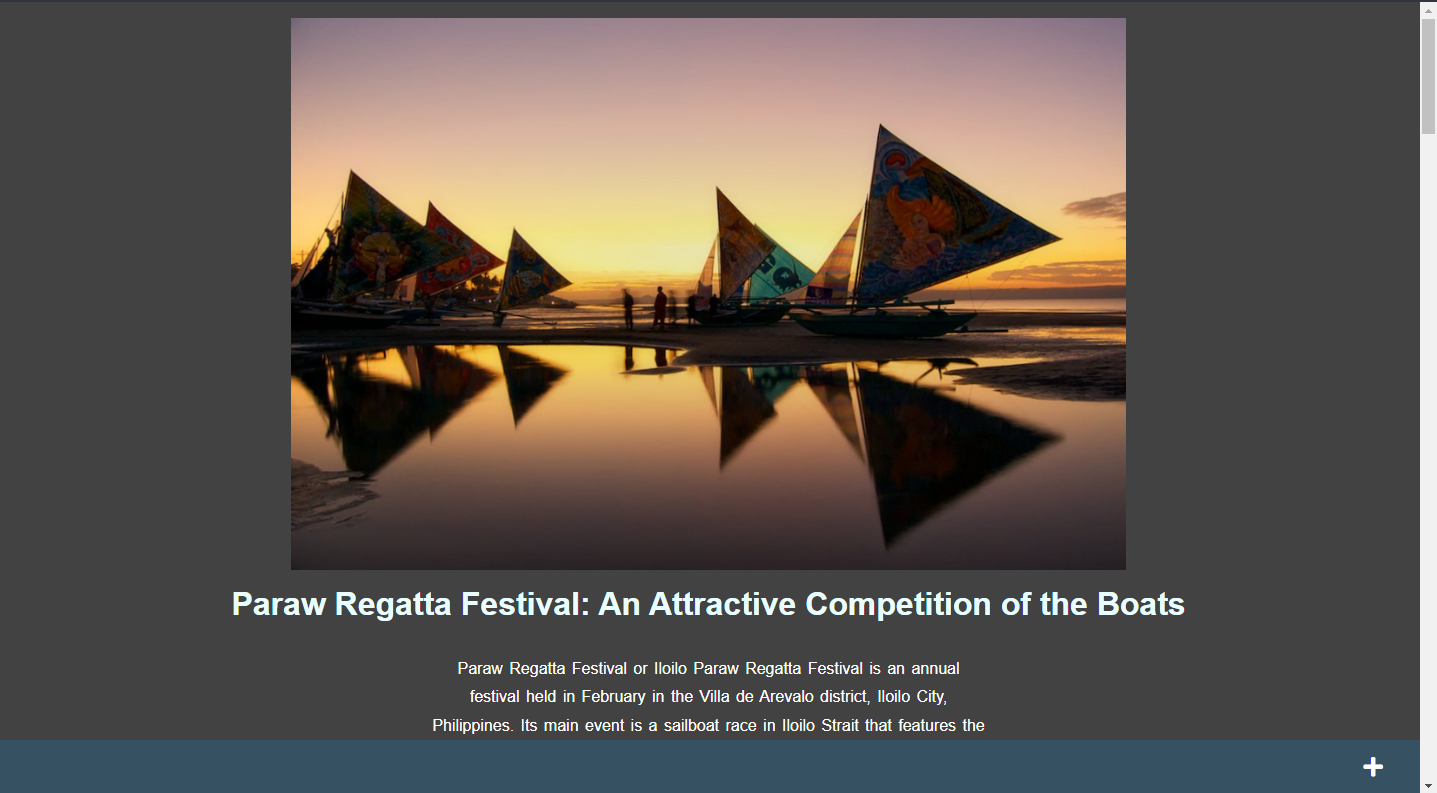 Paraw Regatta Festival: An Attractive Competition of the Boats
Paraw Regatta Festival or Iloilo Paraw Regatta Festival is an annual
festival held in February in the Villa de Arevalo district, Iloilo City,
Philippines. Its main event is a sailboat race in Iloilo Strait that features the